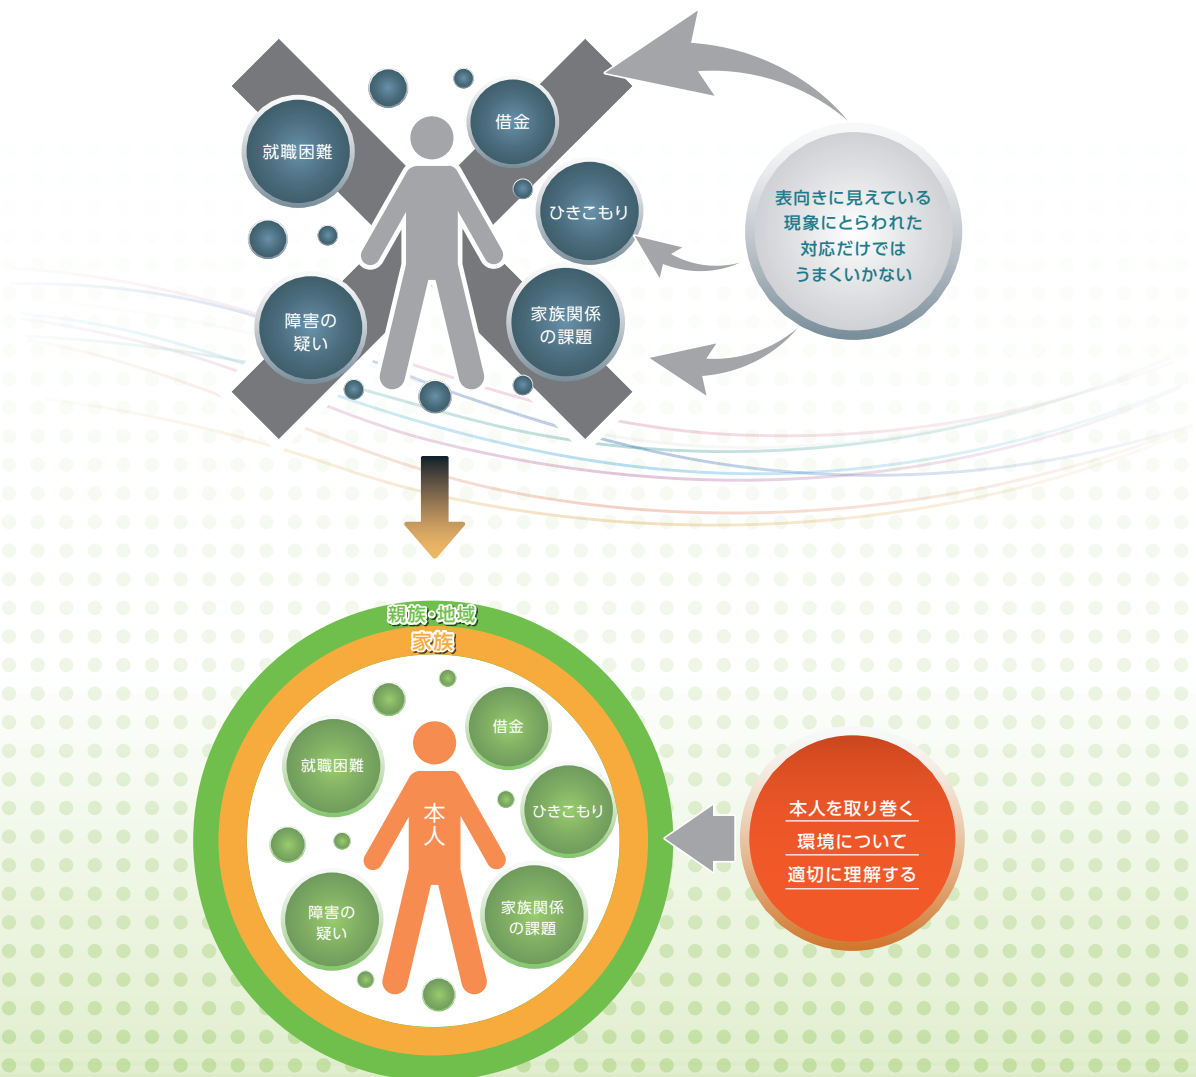 借金
就職困難
ひきこもり
障害の
疑い
家族関係
の課題
表向きに見えている
現象にとらわれた
対応だけでは
うまくいかない
親族・地域
家族
借金
就職困難
ひきこもり
本
人
障害の
疑い
家族関係
の課題
本人を取り巻く
環境について
適切に理解する